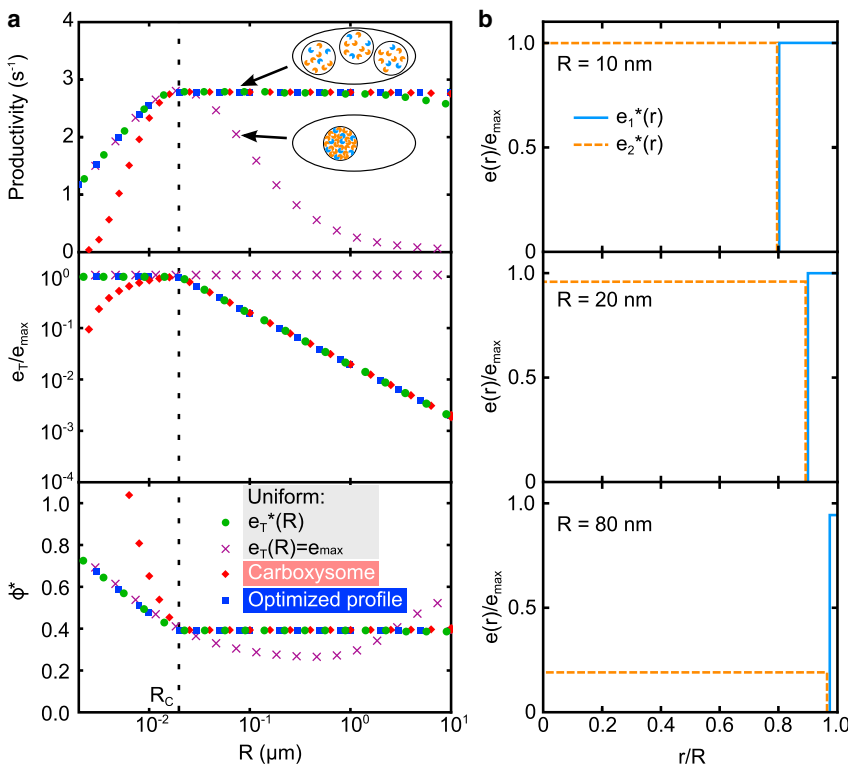 a
Productivity (s⁻¹)
4
3
2
1
0
e_T/e_max
10⁰
10⁻¹
10⁻²
10⁻³
10⁻⁴
ϕ*
1.0
0.8
0.6
0.4
0.2
0.0
Uniform:
e_T*(R)
e_T(R)=e_max
Carboxysome
Optimized profile
R_C
10⁻² 10⁻¹ 10⁰ 10¹
R (μm)
b
e(r)/e_max
1.0
0.5
0
R = 10 nm
e₁*(r)
e₂*(r)
e(r)/e_max
1.0
0.5
0
R = 20 nm
e(r)/e_max
1.0
0.5
0
R = 80 nm
0 0.2 0.4 0.6 0.8 1.0
r/R